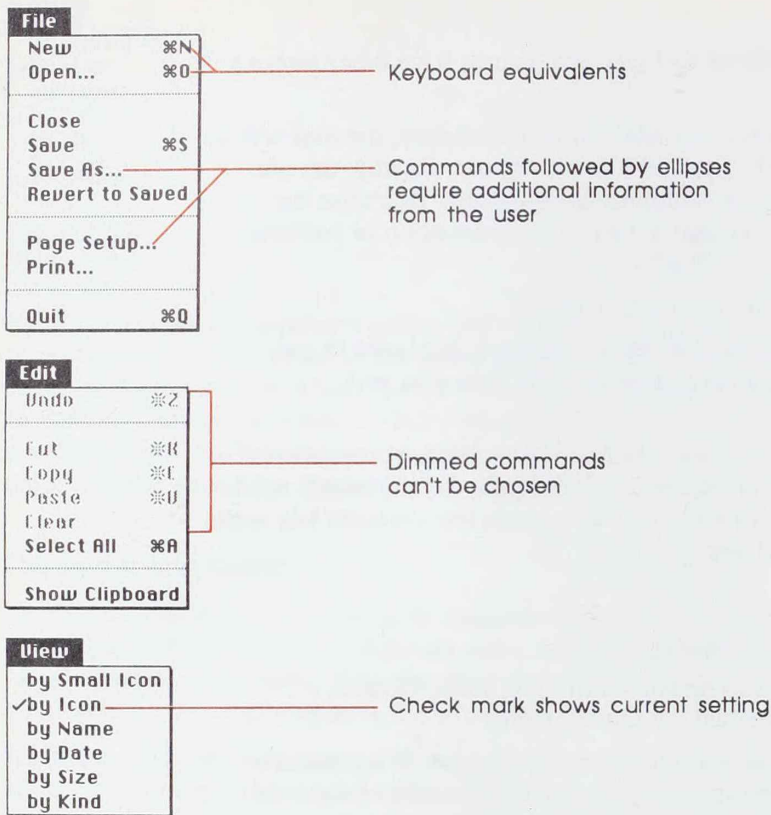 File
New ⌘N
Open... ⌘O
Keyboard equivalents
Close
Save ⌘S
Save As...
Commands followed by ellipses
require additional information
from the user
Revert to Saved
Page Setup...
Print...
Quit ⌘Q
Edit
Undo ⌘Z
Cut ⌘X
Copy ⌘C
Paste ⌘V
Dimmed commands
can't be chosen
Clear
Select All ⌘A
Show Clipboard
View
by Small Icon
✓by Icon
Check mark shows current setting
by Name
by Date
by Size
by Kind